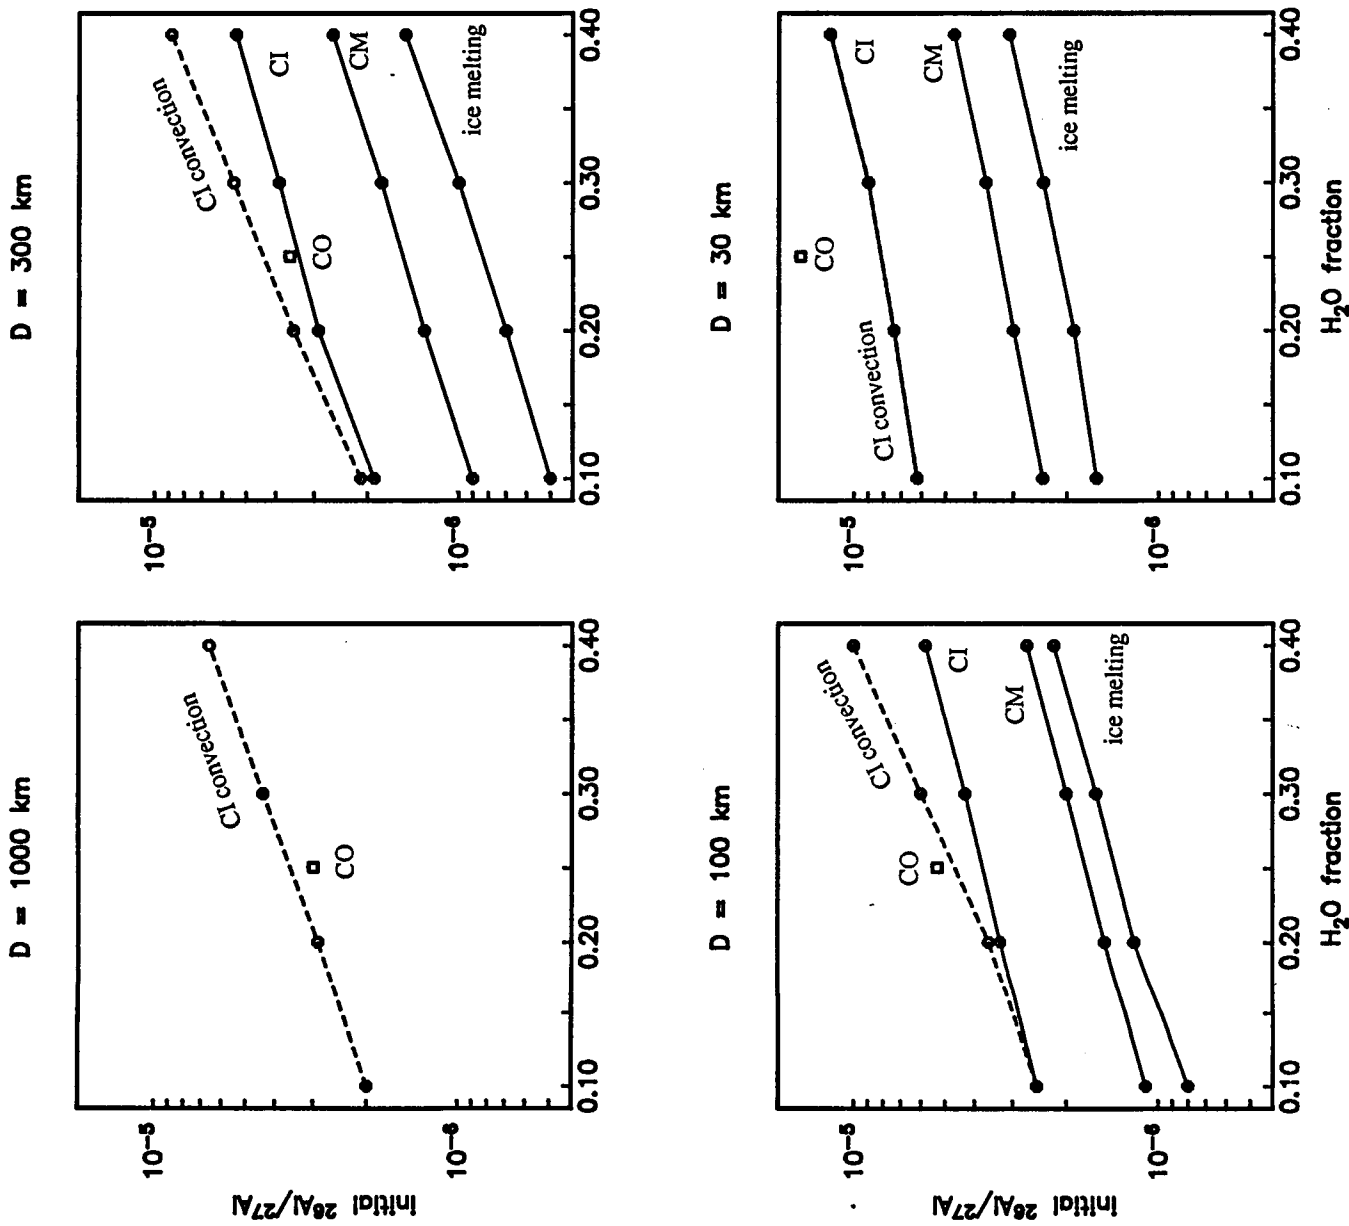 D = 1000 km
10-5
10-6
initial 26Al/27Al
CI convection
CO
0.10
0.20
0.30
0.40
D = 300 km
10-5
10-6
CI convection
CI
CO
CM
ice melting
0.10
0.20
0.30
0.40
D = 100 km
10-5
10-6
CI convection
CO
CI
CM
ice melting
0.10
0.20
0.30
0.40
H2O fraction
D = 30 km
10-5
10-6
CO
CI convection
CI
CM
ice melting
0.10
0.20
0.30
0.40
H2O fraction